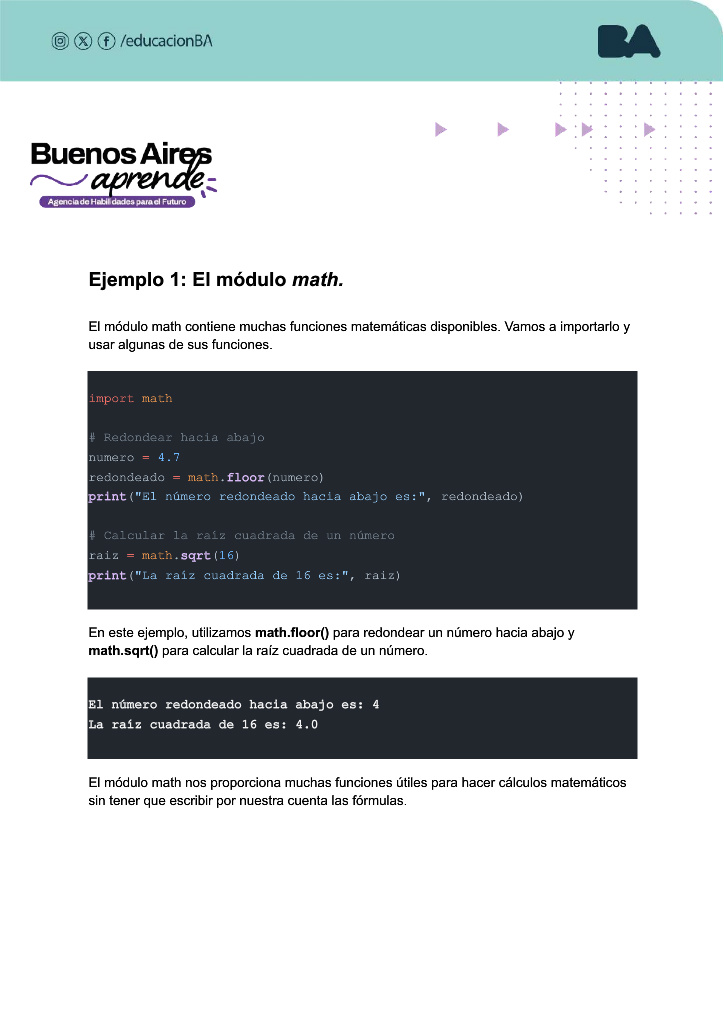 /educacionBA
BA
Buenos Aires
aprende
Agencia de Habilidades para el Futuro
Ejemplo 1: El módulo math.
El módulo math contiene muchas funciones matemáticas disponibles. Vamos a importarlo y
usar algunas de sus funciones.
import math
# Redondear hacia abajo
numero = 4.7
redondeado = math.floor(numero)
print("El número redondeado hacia abajo es:", redondeado)
# Calcular la raíz cuadrada de un número
raiz = math.sqrt(16)
print("La raíz cuadrada de 16 es:", raiz)
En este ejemplo, utilizamos math.floor() para redondear un número hacia abajo y
math.sqrt() para calcular la raíz cuadrada de un número.
El número redondeado hacia abajo es: 4
La raíz cuadrada de 16 es: 4.0
El módulo math nos proporciona muchas funciones útiles para hacer cálculos matemáticos
sin tener que escribir por nuestra cuenta las fórmulas.